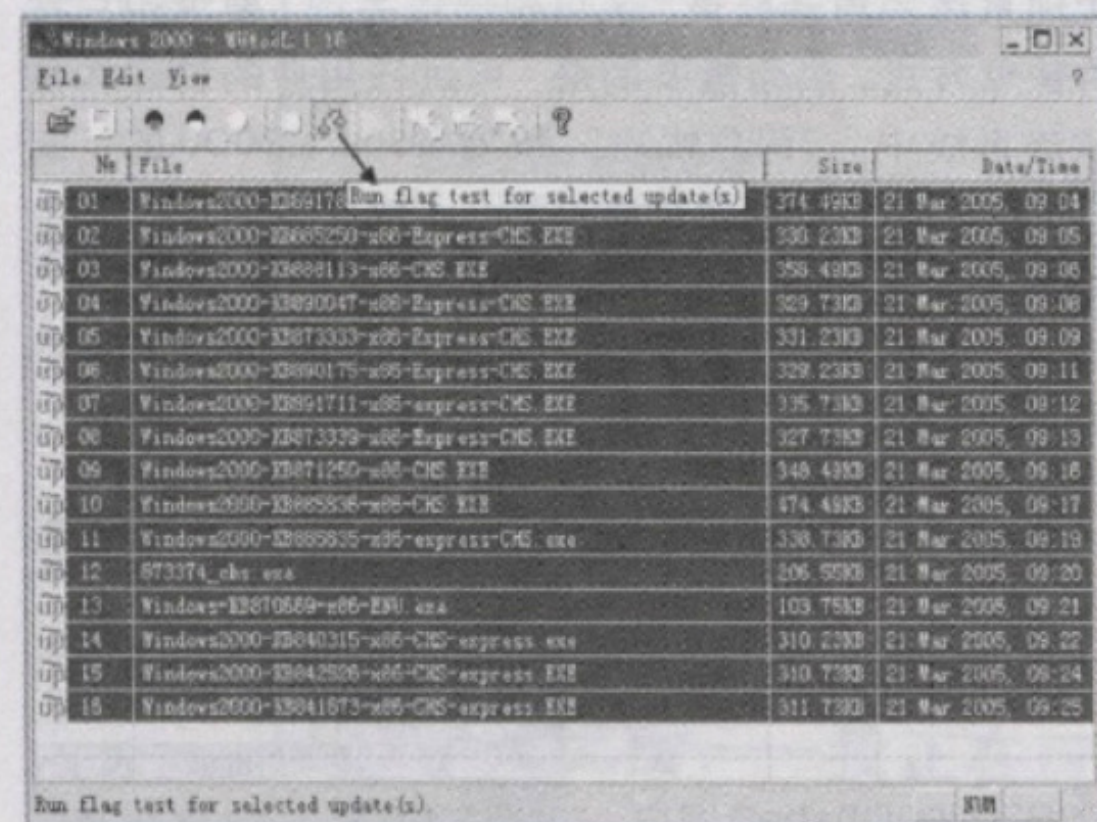 Windows 2000 -
File Edit View ?
№ File Size Date/Time
Run flag test for selected update(s)
01 374.49KB 21 Mar 2005, 09:04
02 Windows2000-KB885250-x86-Express-CHS.EXE 330.23KB 21 Mar 2005, 09:05
03 Windows2000-KB888113-x86-CHS.EXE 358.49KB 21 Mar 2005, 09:06
04 Windows2000-KB890047-x86-Express-CHS.EXE 329.73KB 21 Mar 2005, 09:08
05 Windows2000-KB873333-x86-Express-CHS.EXE 331.23KB 21 Mar 2005, 09:09
06 Windows2000-KB890175-x86-Express-CHS.EXE 329.23KB 21 Mar 2005, 09:11
07 Windows2000-KB891711-x86-express-CHS.EXE 335.73KB 21 Mar 2005, 09:12
08 Windows2000-KB873339-x86-Express-CHS.EXE 327.73KB 21 Mar 2005, 09:13
09 Windows2000-KB871250-x86-CHS.EXE 348.49KB 21 Mar 2005, 09:16
10 Windows2000-KB885836-x86-CHS.EXE 474.49KB 21 Mar 2005, 09:17
11 Windows2000-KB885835-x86-express-CHS.exe 338.73KB 21 Mar 2005, 09:19
12 873374_chs.exe 206.55KB 21 Mar 2005, 09:20
13 Windows-KB870669-x86-ENU.exe 103.75KB 21 Mar 2005, 09:21
14 Windows2000-KB840315-x86-CHS-express.exe 310.23KB 21 Mar 2005, 09:22
15 Windows2000-KB842526-x86-CHS-express.EXE 310.73KB 21 Mar 2005, 09:24
16 Windows2000-KB841873-x86-CHS-express.EXE 311.73KB 21 Mar 2005, 09:25
Run flag test for selected update(s). NUM